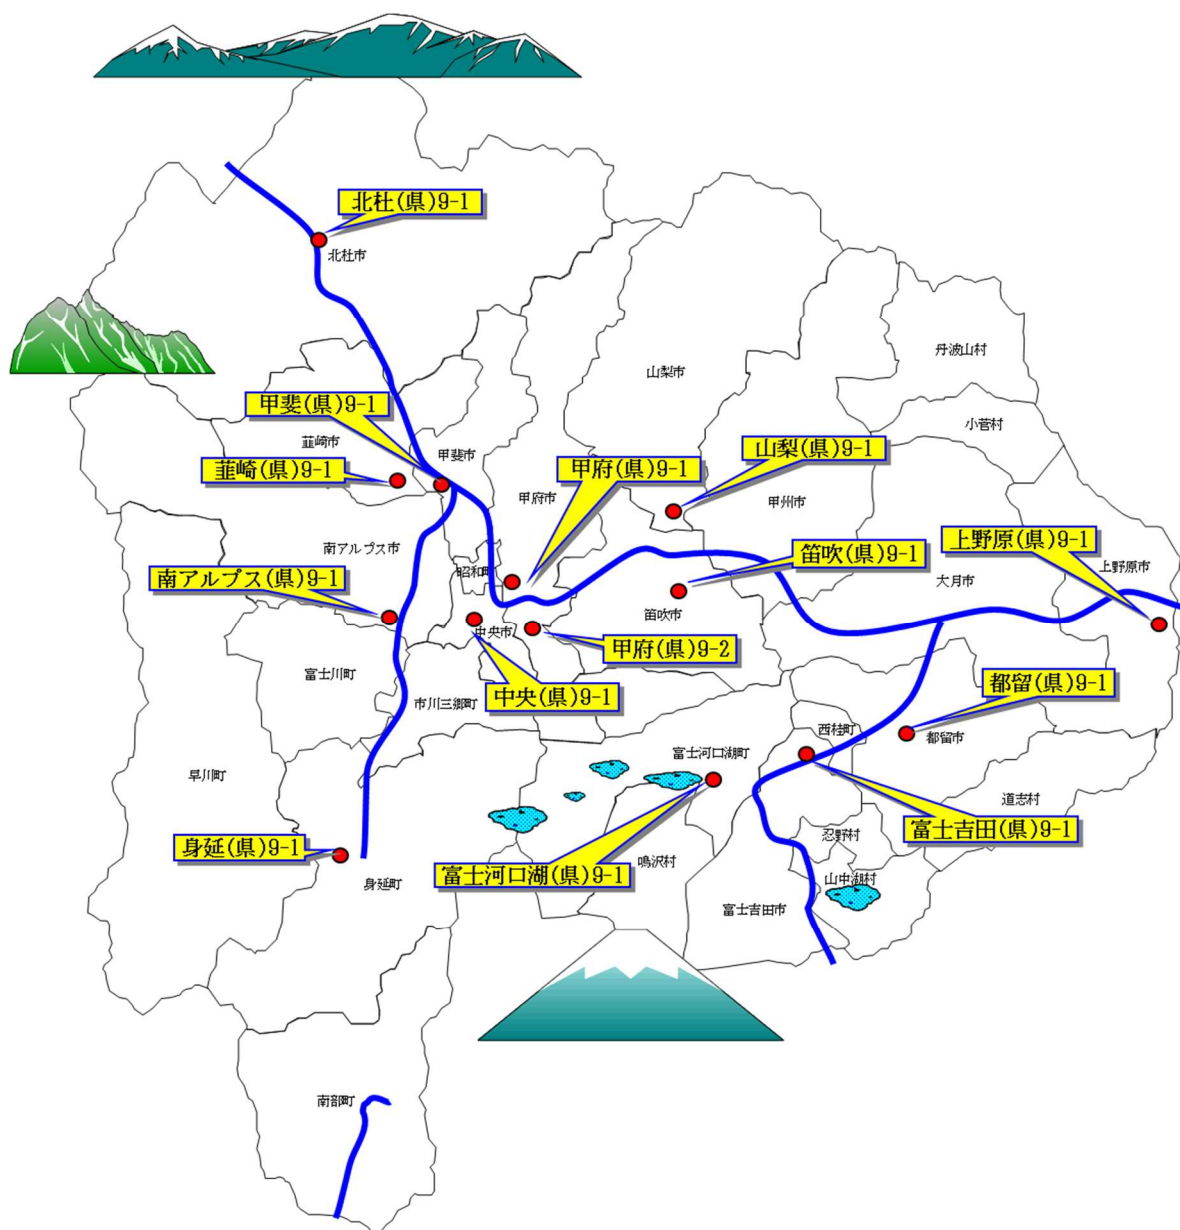 北杜(県)9-1
北杜市
丹波山村
山梨市
甲斐(県)9-1
小菅村
韮崎市
甲斐市
山梨(県)9-1
韮崎(県)9-1
甲府(県)9-1
甲府市
甲州市
上野原(県)9-1
南アルプス市
笛吹(県)9-1
上野原市
昭和町
南アルプス(県)9-1
大月市
笛吹市
中央市
甲府(県)9-2
富士川町
都留(県)9-1
市川三郷町
中央(県)9-1
西桂町
都留市
富士河口湖町
早川町
道志村
富士吉田(県)9-1
忍野村
身延(県)9-1
鳴沢村
富士河口湖(県)9-1
山中湖村
身延町
富士吉田市
南部町